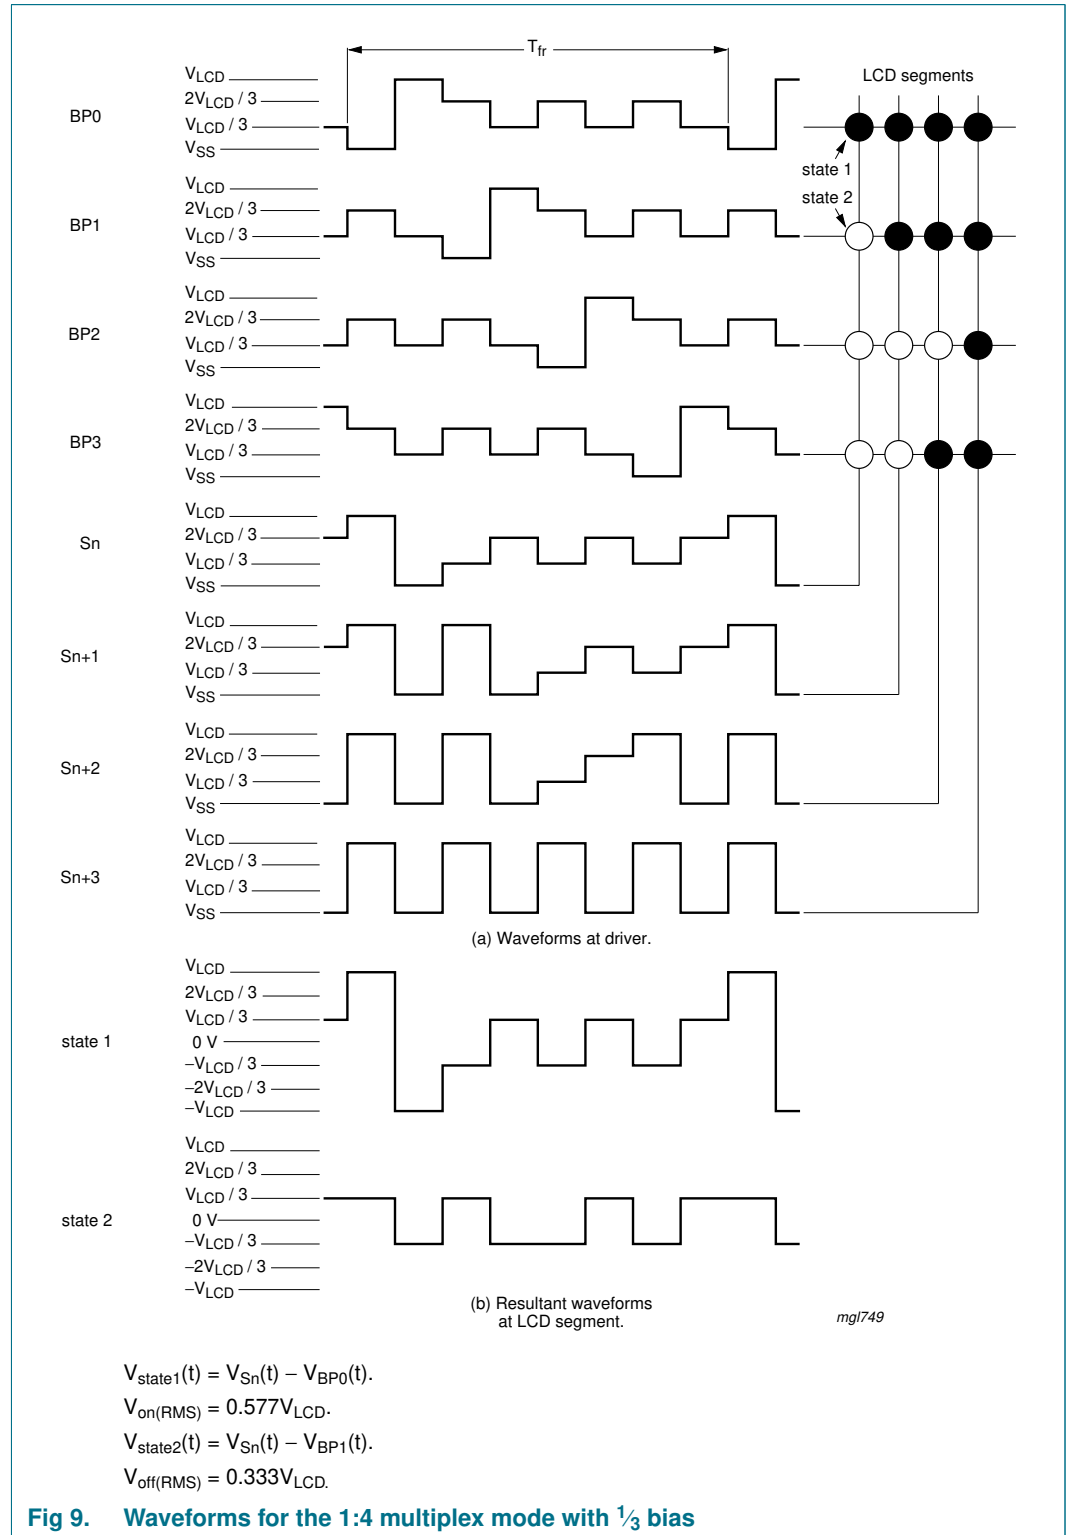 Tfr
VLCD
2VLCD / 3
BP0
VLCD / 3
VSS
LCD segments
state 1
state 2
VLCD
2VLCD / 3
BP1
VLCD / 3
VSS
VLCD
2VLCD / 3
BP2
VLCD / 3
VSS
VLCD
2VLCD / 3
BP3
VLCD / 3
VSS
VLCD
2VLCD / 3
Sn
VLCD / 3
VSS
VLCD
2VLCD / 3
Sn+1
VLCD / 3
VSS
VLCD
2VLCD / 3
Sn+2
VLCD / 3
VSS
VLCD
2VLCD / 3
Sn+3
VLCD / 3
VSS
(a) Waveforms at driver.
VLCD
2VLCD / 3
VLCD / 3
state 1
0 V
−VLCD / 3
−2VLCD / 3
−VLCD
VLCD
2VLCD / 3
VLCD / 3
state 2
0 V
−VLCD / 3
−2VLCD / 3
−VLCD
(b) Resultant waveforms
at LCD segment.
mgl749
Vstate1(t) = VSn(t) − VBP0(t).
Von(RMS) = 0.577VLCD.
Vstate2(t) = VSn(t) − VBP1(t).
Voff(RMS) = 0.333VLCD.
Fig 9. Waveforms for the 1:4 multiplex mode with 1⁄3 bias